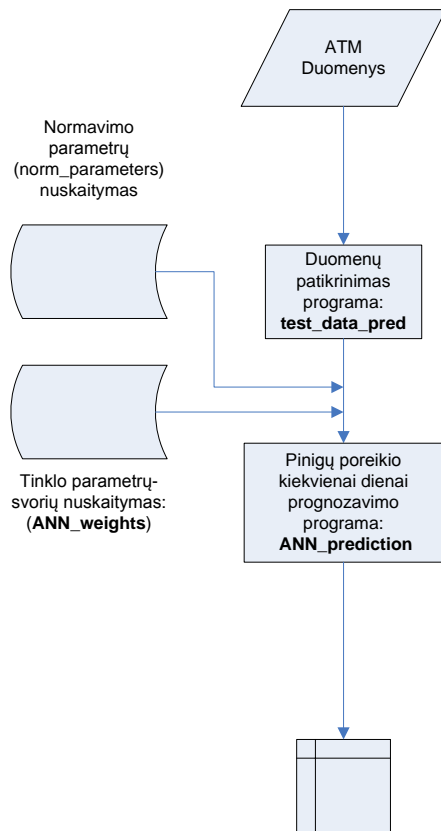 ATM
Duomenys
Normavimo
parametrų
(norm_parameters)
nuskaitymas
Duomenų
patikrinimas
programa:
test_data_pred
Tinklo parametrų-
svorių nuskaitymas:
(ANN_weights)
Pinigų poreikio
kiekvienai dienai
prognozavimo
programa:
ANN_prediction